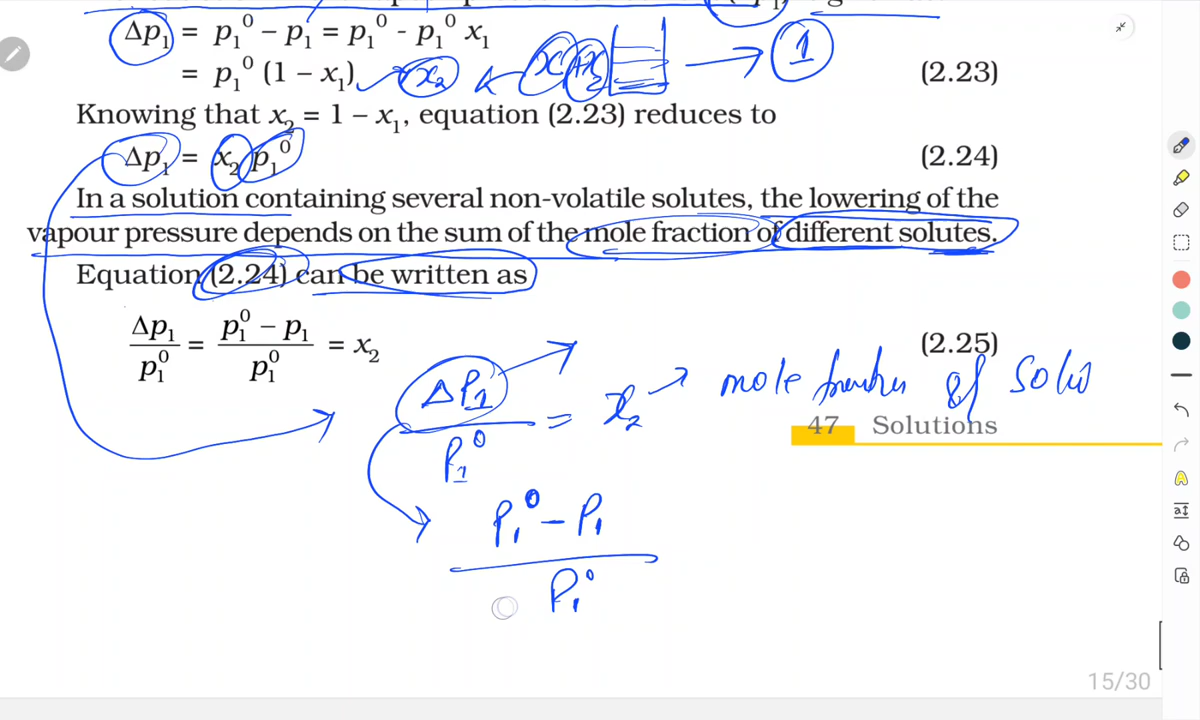 Δp₁ = p₁⁰ – p₁ = p₁⁰ - p₁⁰ x₁
= p₁⁰ (1 – x₁) x₂ 1 (2.23)
Knowing that x₂ = 1 – x₁, equation (2.23) reduces to
Δp₁ = x₂ p₁⁰ (2.24)
In a solution containing several non-volatile solutes, the lowering of the
vapour pressure depends on the sum of the mole fraction of different solutes.
Equation (2.24) can be written as
Δp₁/p₁⁰ = (p₁⁰ – p₁)/p₁⁰ = x₂ (2.25)
ΔP₁/P₁⁰ = x₂ → mole of
47 Solutions
P₁⁰ – P₁
P₁⁰
15/30